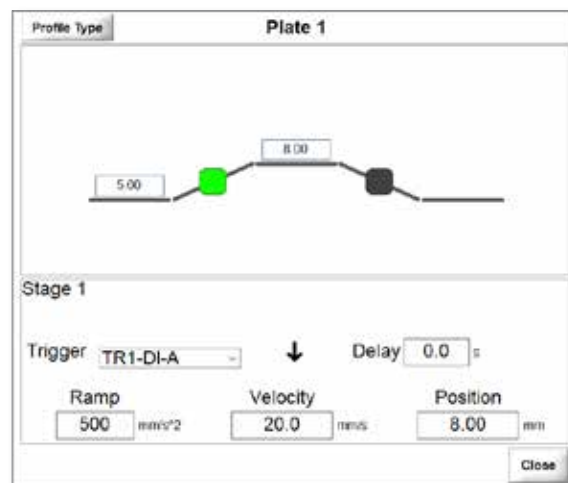 Profile Type
Plate 1
8.00
5.00
Stage 1
Trigger TR1-DI-A Delay 0.0 s
Ramp Velocity Position
500 mm/s^2 20.0 mm/s 8.00 mm
Close